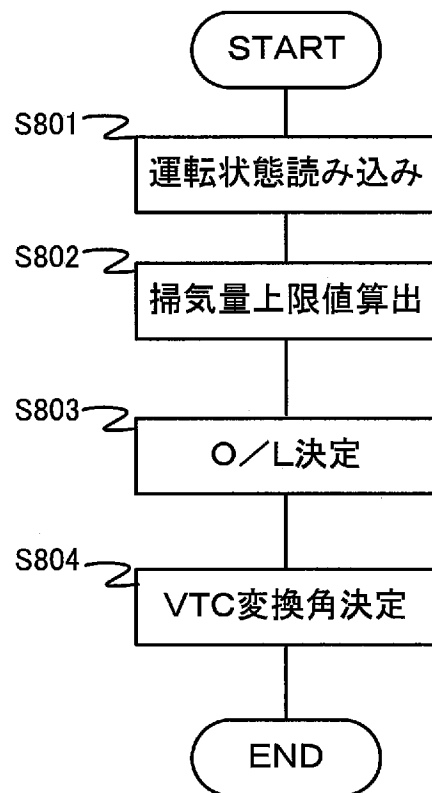 START
S801
運転状態読み込み
S802
掃気量上限値算出
S803
O／L決定
S804
VTC変換角決定
END